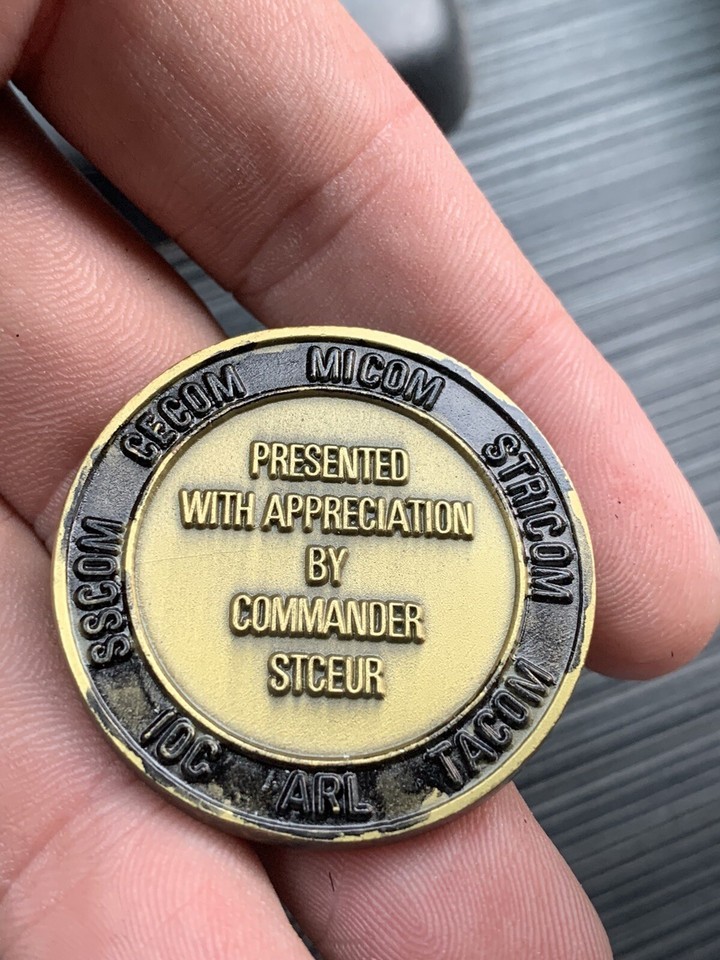 PRESENTED
WITH APPRECIATION
BY
COMMANDER
STCEUR
CECOM
MICOM
STRICOM
TACOM
ARL
IOC
SSCOM